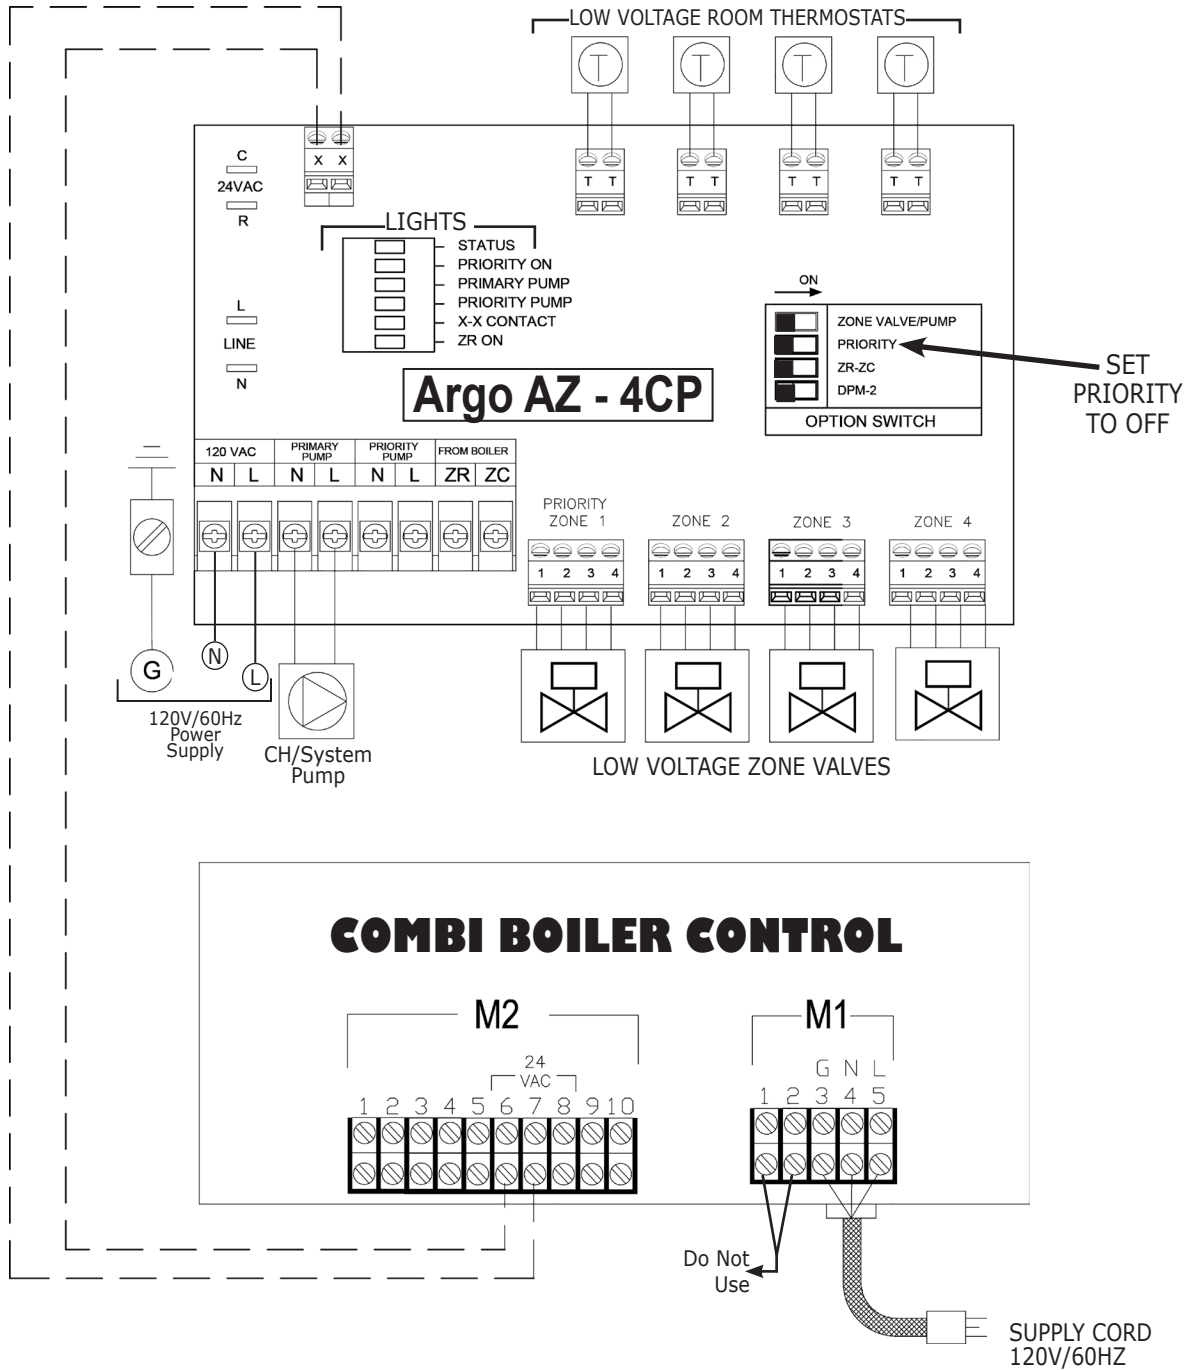 LOW VOLTAGE ROOM THERMOSTATS
T T T T
X X
T T T T T T T T
C
24VAC
R
LIGHTS
STATUS
PRIORITY ON
PRIMARY PUMP
PRIORITY PUMP
X-X CONTACT
ZR ON
L
LINE
N
ON
ZONE VALVE/PUMP
PRIORITY
ZR-ZC
DPM-2
OPTION SWITCH
SET
PRIORITY
TO OFF
Argo AZ - 4CP
120 VAC
PRIMARY
PUMP
PRIORITY
PUMP
FROM BOILER
N L N L N L ZR ZC
PRIORITY
ZONE 1
ZONE 2
ZONE 3
ZONE 4
1 2 3 4
1 2 3 4
1 2 3 4
1 2 3 4
G
N
L
120V/60Hz
Power
Supply
CH/System
Pump
LOW VOLTAGE ZONE VALVES
COMBI BOILER CONTROL
M2
24
VAC
1 2 3 4 5 6 7 8 9 10
M1
G N L
1 2 3 4 5
Do Not
Use
SUPPLY CORD
120V/60HZ